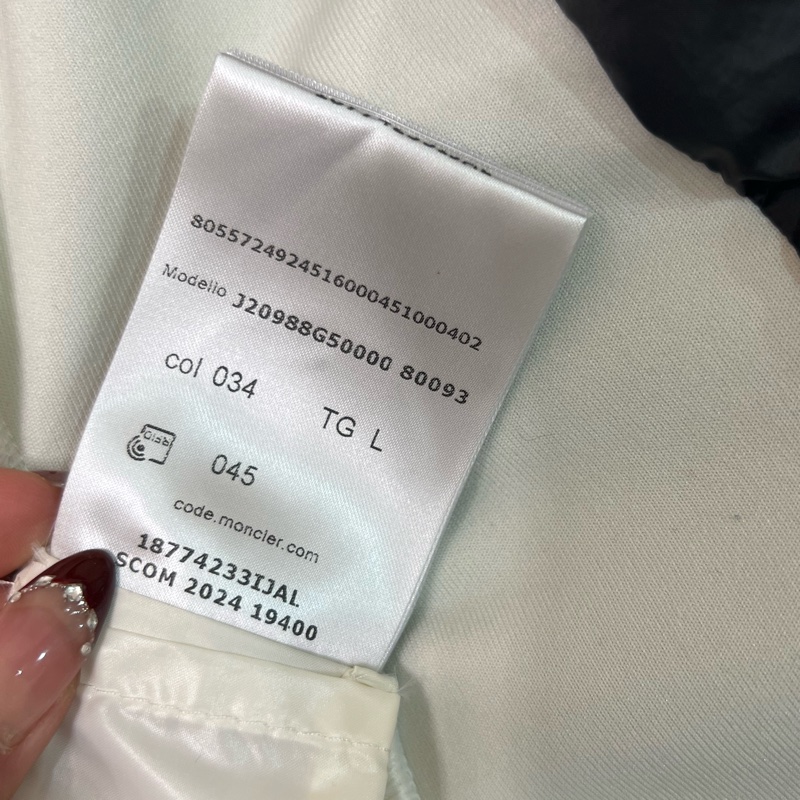 8055724924516000451000402
Modello J20988G50000 80093
col 034 TG L
045
code.moncler.com
18774233IJAL
SCOM 2024 19400